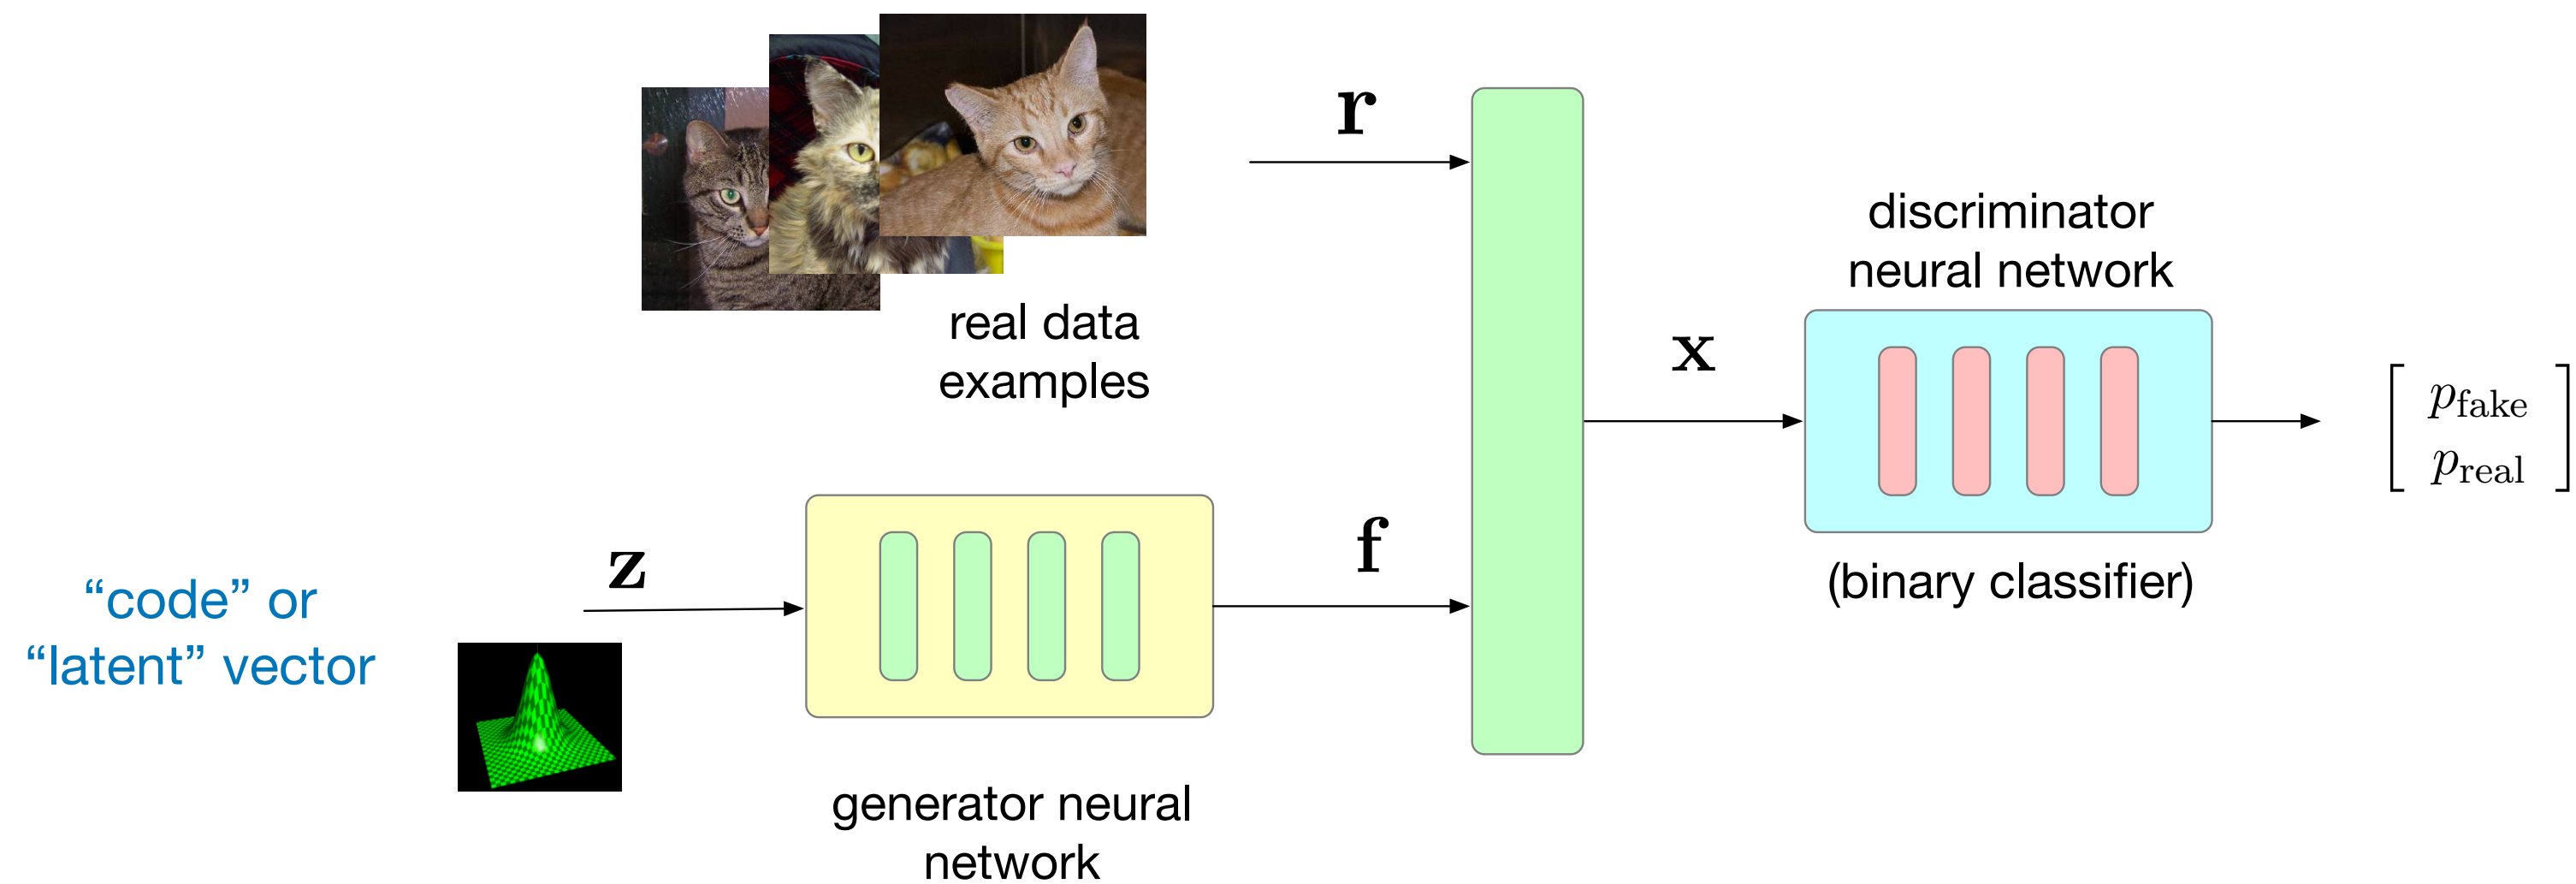 r
discriminator
neural network
real data
examples
x
p_fake
p_real
z
f
(binary classifier)
“code” or
“latent” vector
generator neural
network